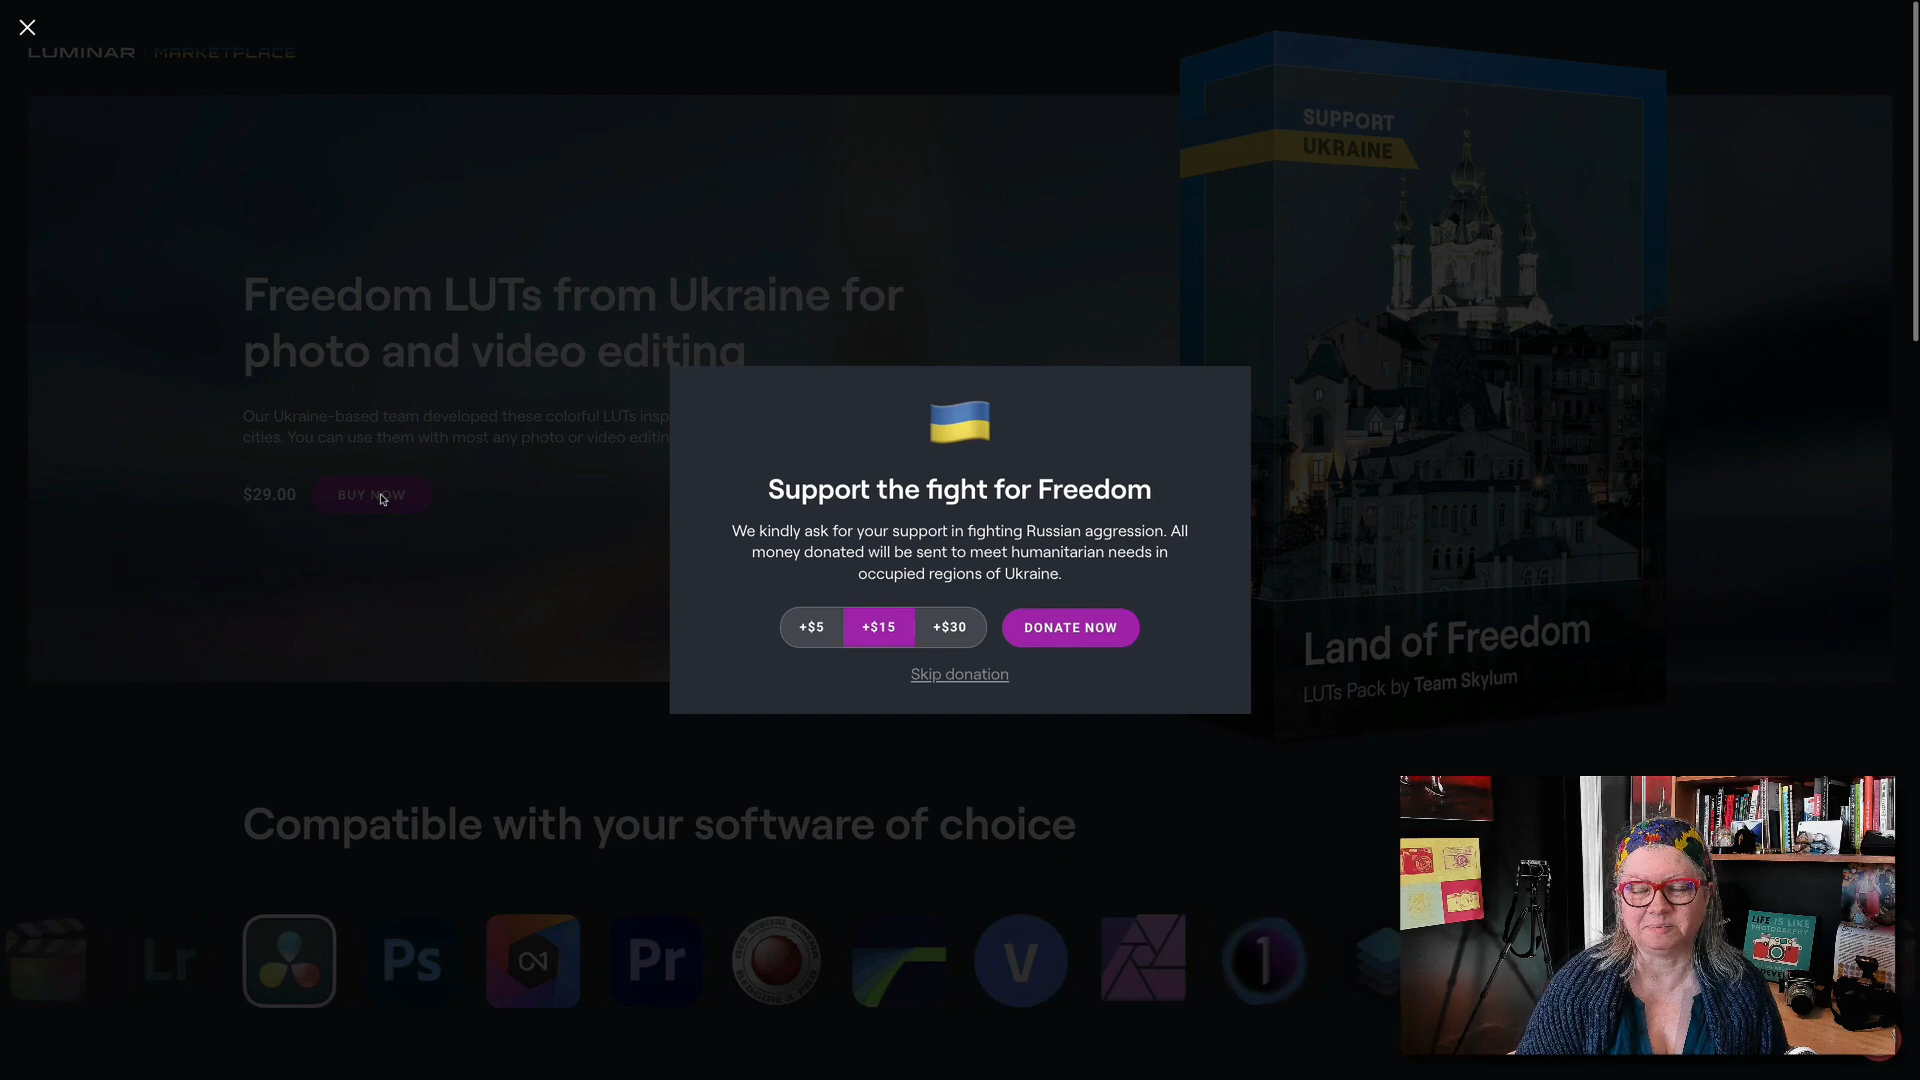 LUMINAR | MARKETPLACE
SUPPORT
UKRAINE
Freedom LUTs from Ukraine for
photo and video editing
Our Ukraine-based team developed these colorful LUTs insp
cities. You can use them with most any photo or video editin
$29.00 BUY NOW
Support the fight for Freedom
We kindly ask for your support in fighting Russian aggression. All
money donated will be sent to meet humanitarian needs in
occupied regions of Ukraine.
+$5 +$15 +$30 DONATE NOW
Skip donation
Land of Freedom
LUTs Pack by Team Skylum
Compatible with your software of choice
Lr
Ps
Pr
V
1
LIFE IS LIKE
PHOTOGRAPHY